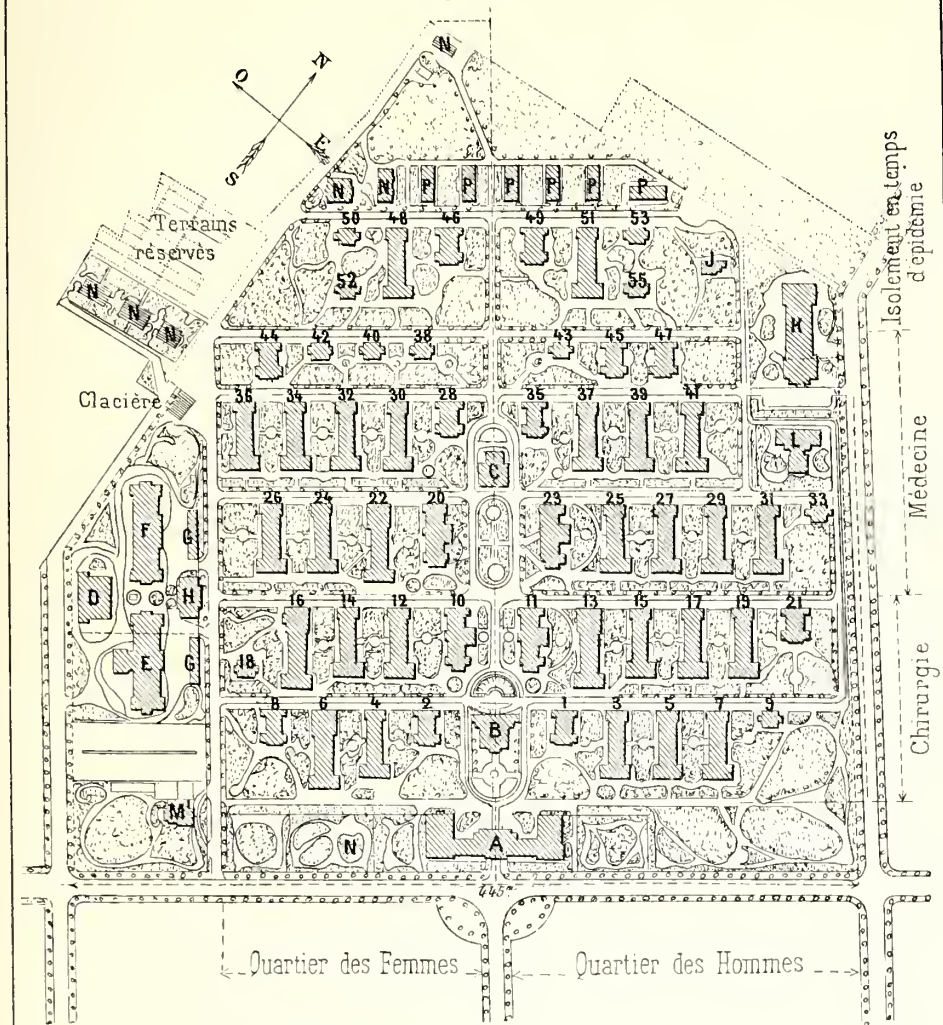 N
O N
S E
N N P P P P P P
Terrains
réservés
50 48 46 49 51 53
52 55 J
N N N
K
Isolement en temps
d'epidémie
44 42 40 38 43 45 47
Glacière
36 34 32 30 28 35 37 39 41
C L
Médecine
26 24 22 20 23 25 27 29 31 33
F G
D H
16 14 12 10 11 13 15 17 19 21
E G
18
8 6 4 2 1 3 5 7 9
B
Chirurgie
M
N A
445m
Quartier des Femmes Quartier des Hommes